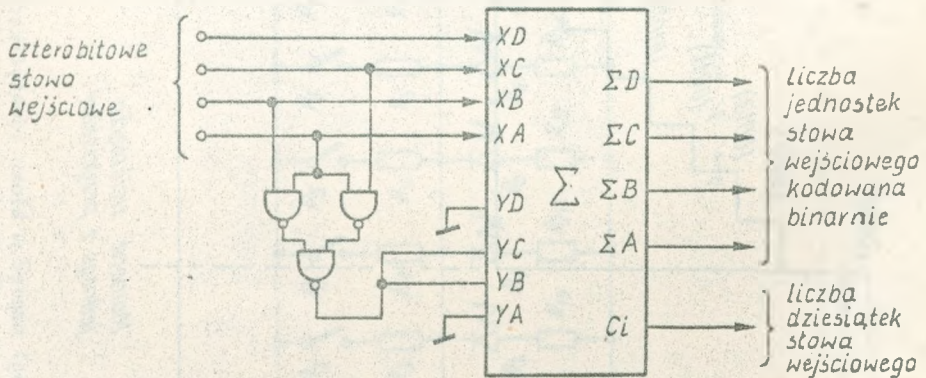 czterobitowe
słowo
wejściowe
XD
XC
XB
XA
YD
YC
YB
YA
Σ
ΣD
ΣC
ΣB
ΣA
Ci
liczba
jednostek
słowa
wejściowego
kodowana
binarnie
liczba
dziesiątek
słowa
wejściowego